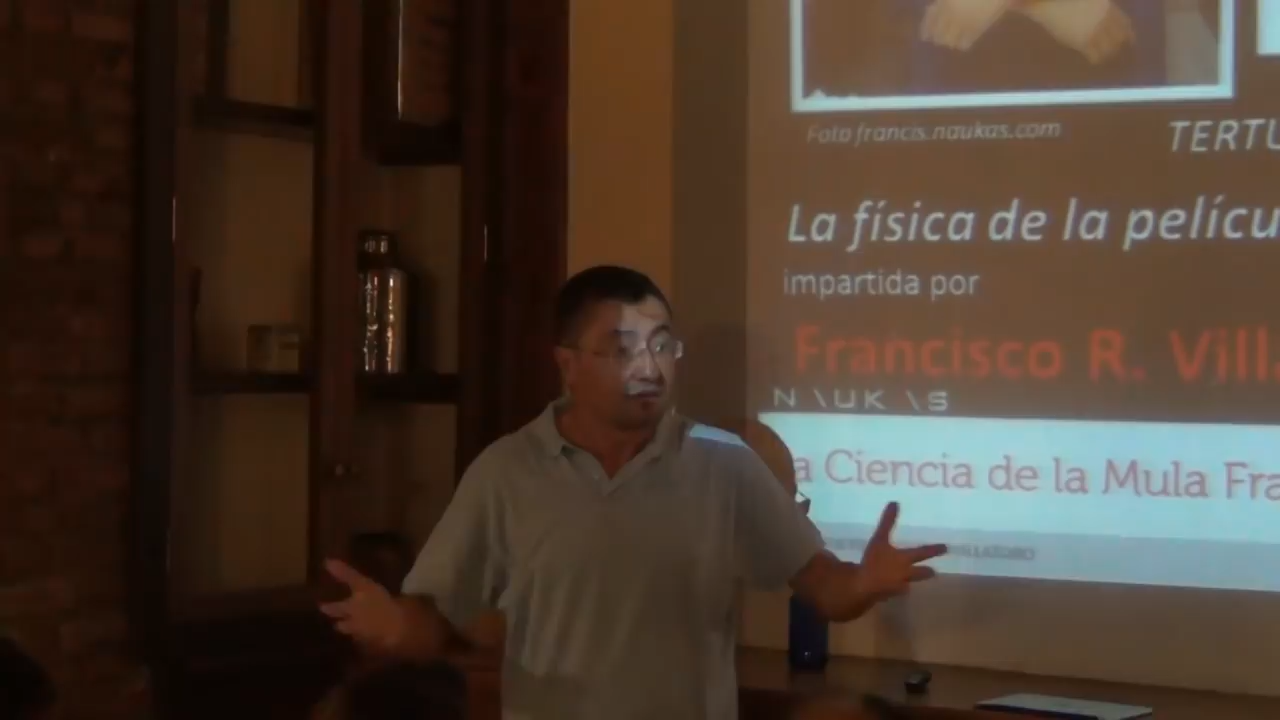 Foto francis.naukas.com
TERTU
La física de la pelícu
impartida por
Francisco R. Villa
N\UK\S
a Ciencia de la Mula Fra